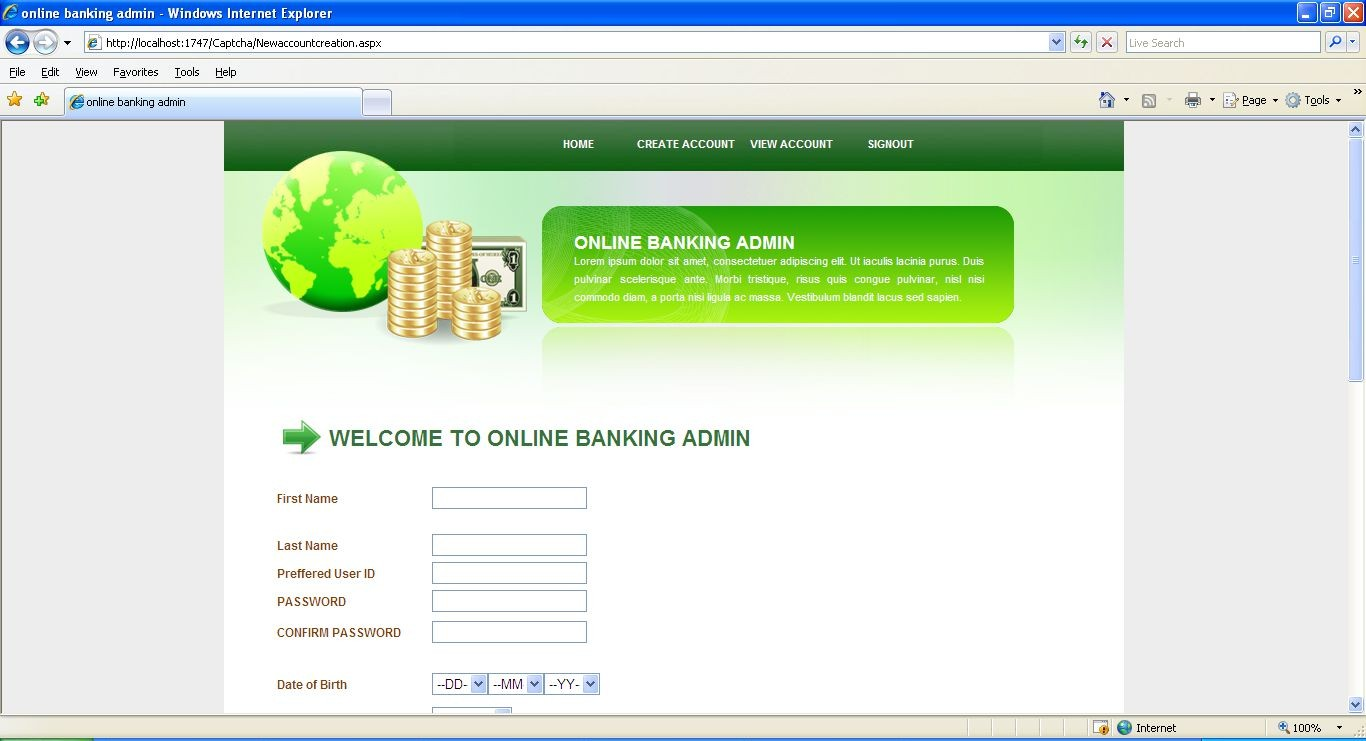 online banking admin - Windows Internet Explorer
http://localhost:1747/Captcha/Newaccountcreation.aspx
Live Search
File Edit View Favorites Tools Help
online banking admin
Page Tools
HOME CREATE ACCOUNT VIEW ACCOUNT SIGNOUT
ONLINE BANKING ADMIN
Lorem ipsum dolor sit amet, consectetuer adipiscing elit. Ut iaculis lacinia purus. Duis
pulvinar scelerisque ante. Morbi tristique, risus quis congue pulvinar, nisl nisi
commodo diam, a porta nisi ligula ac massa. Vestibulum blandit lacus sed sapien.
WELCOME TO ONLINE BANKING ADMIN
First Name
Last Name
Preffered User ID
PASSWORD
CONFIRM PASSWORD
Date of Birth --DD- --MM --YY-
Internet 100%